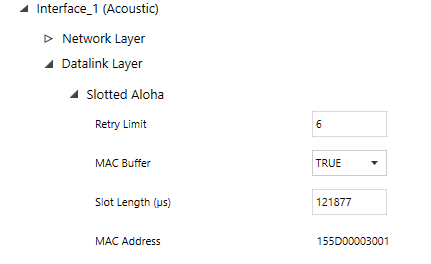 Interface_1 (Acoustic)
Network Layer
Datalink Layer
Slotted Aloha
Retry Limit 6
MAC Buffer TRUE
Slot Length (µs) 121877
MAC Address 155D00003001